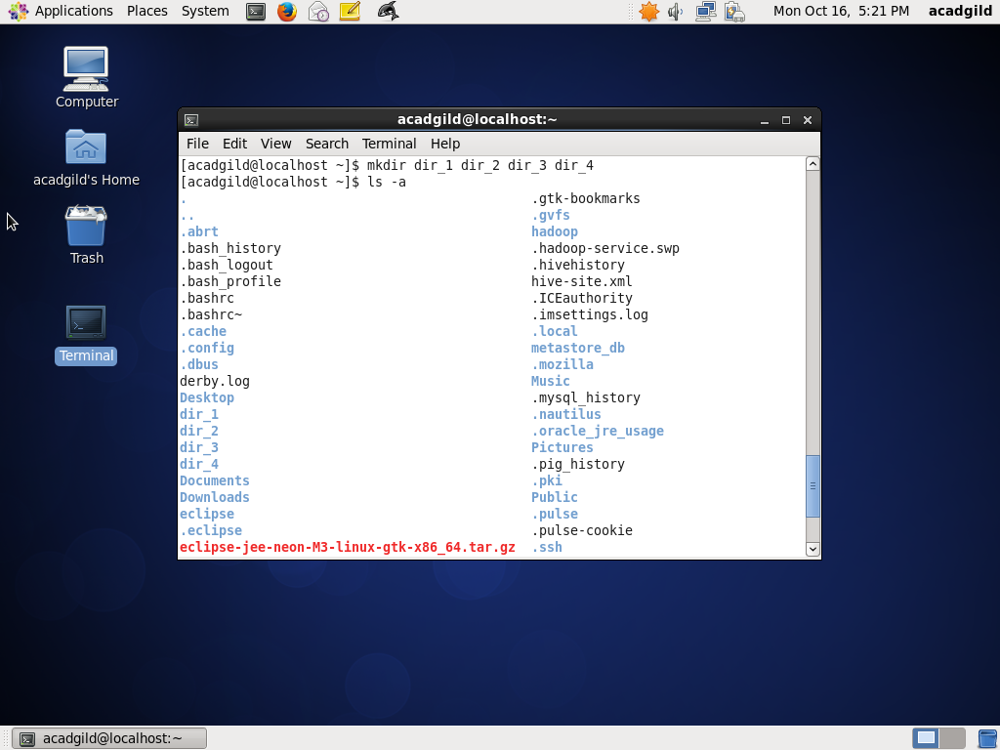 Applications Places System Mon Oct 16, 5:21 PM acadgild
Computer
acadgild's Home
Trash
Terminal
acadgild@localhost:~
File Edit View Search Terminal Help
[acadgild@localhost ~]$ mkdir dir_1 dir_2 dir_3 dir_4
[acadgild@localhost ~]$ ls -a
. .gtk-bookmarks
.. .gvfs
.abrt hadoop
.bash_history .hadoop-service.swp
.bash_logout .hivehistory
.bash_profile hive-site.xml
.bashrc .ICEauthority
.bashrc~ .imsettings.log
.cache .local
.config metastore_db
.dbus .mozilla
derby.log Music
Desktop .mysql_history
dir_1 .nautilus
dir_2 .oracle_jre_usage
dir_3 Pictures
dir_4 .pig_history
Documents .pki
Downloads Public
eclipse .pulse
.eclipse .pulse-cookie
eclipse-jee-neon-M3-linux-gtk-x86_64.tar.gz .ssh
acadgild@localhost:~